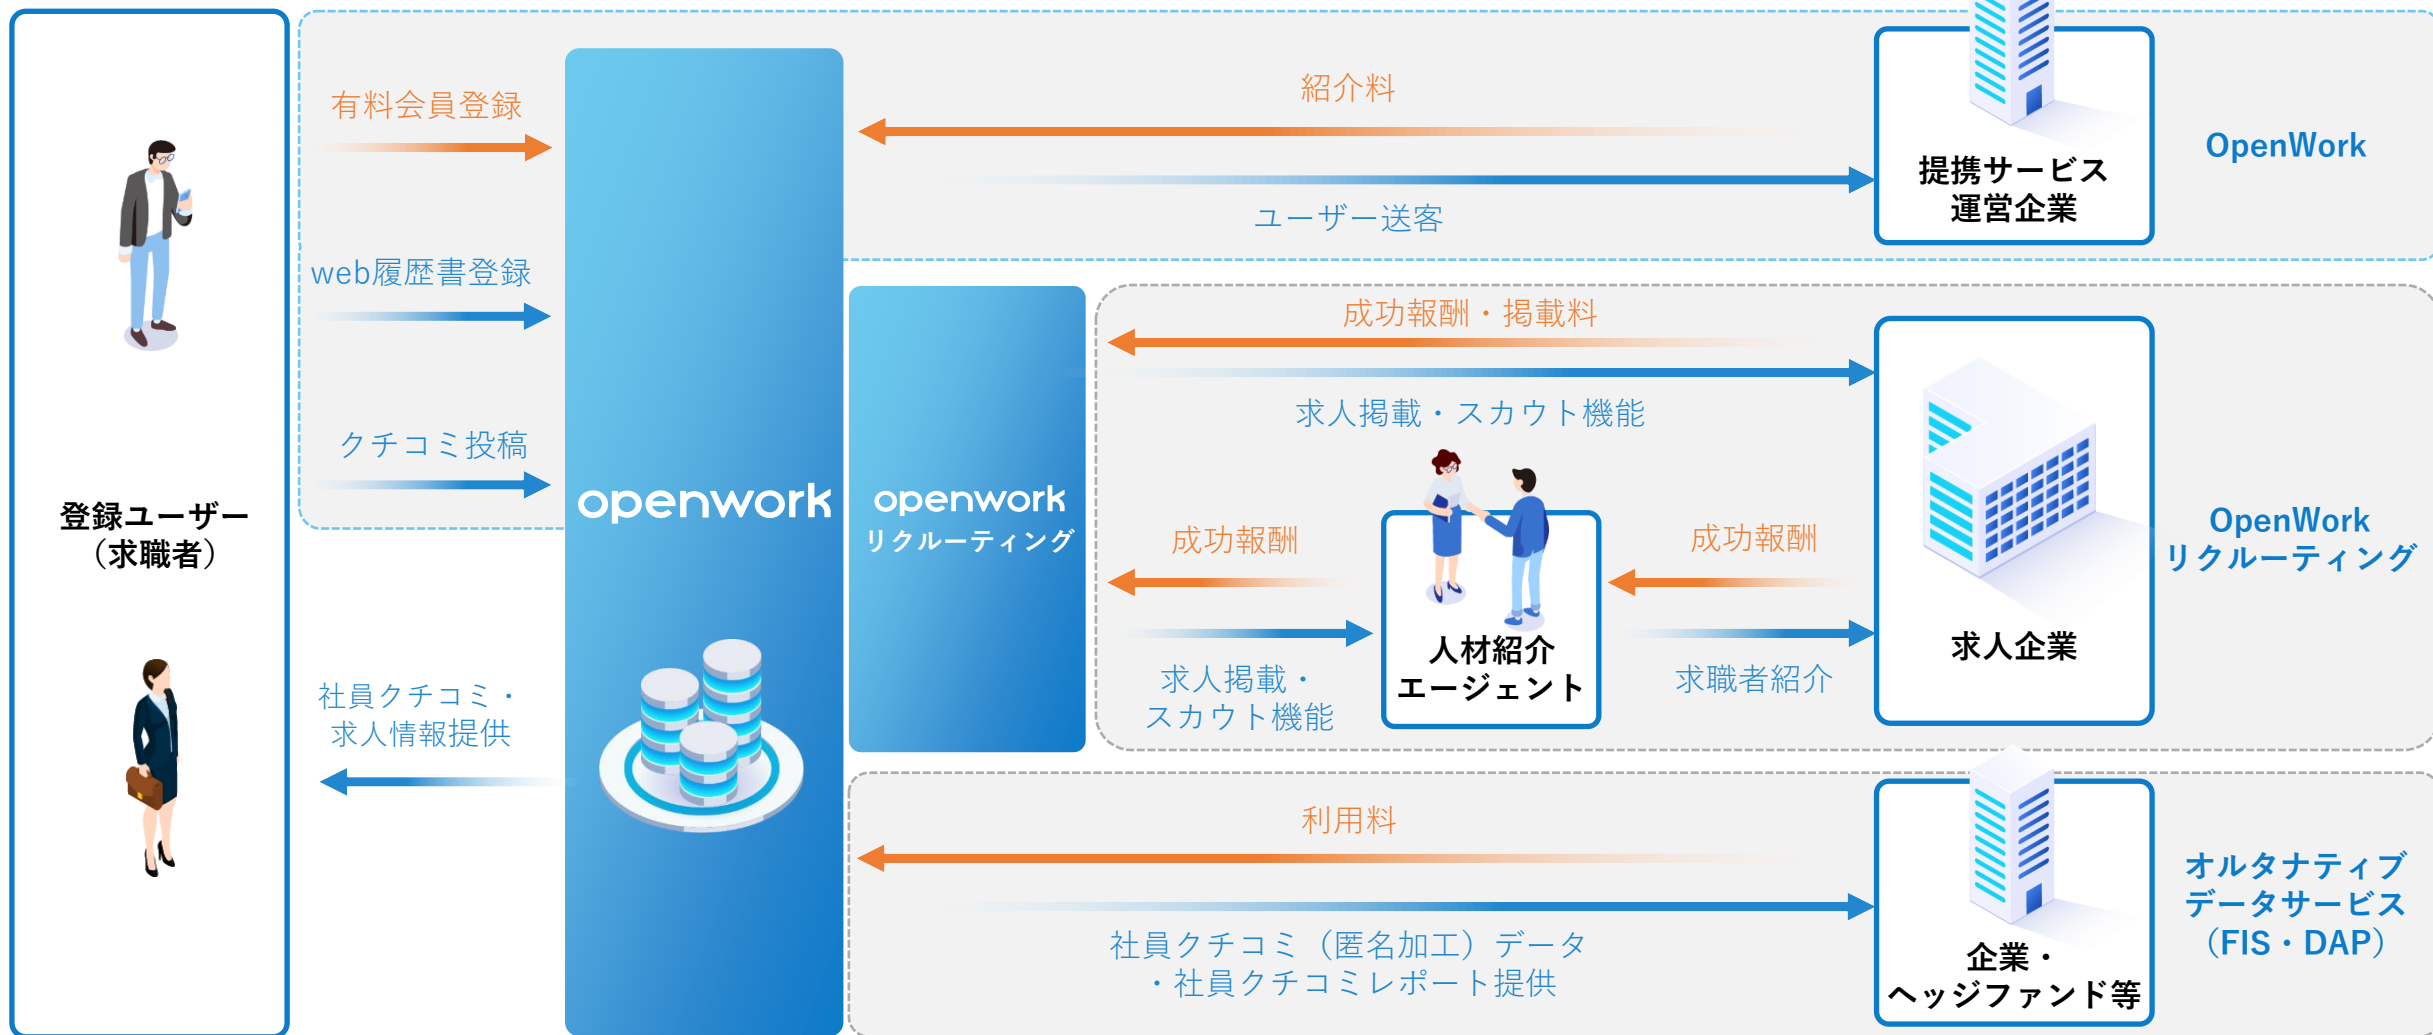 登録ユーザー
（求職者）
有料会員登録
web履歴書登録
クチコミ投稿
社員クチコミ・
求人情報提供
openwork
openwork
リクルーティング
紹介料
ユーザー送客
提携サービス
運営企業
OpenWork
成功報酬・掲載料
求人掲載・スカウト機能
成功報酬
求人掲載・
スカウト機能
人材紹介
エージェント
成功報酬
求職者紹介
求人企業
OpenWork
リクルーティング
利用料
社員クチコミ（匿名加工）データ
・社員クチコミレポート提供
企業・
ヘッジファンド等
オルタナティブ
データサービス
（FIS・DAP）